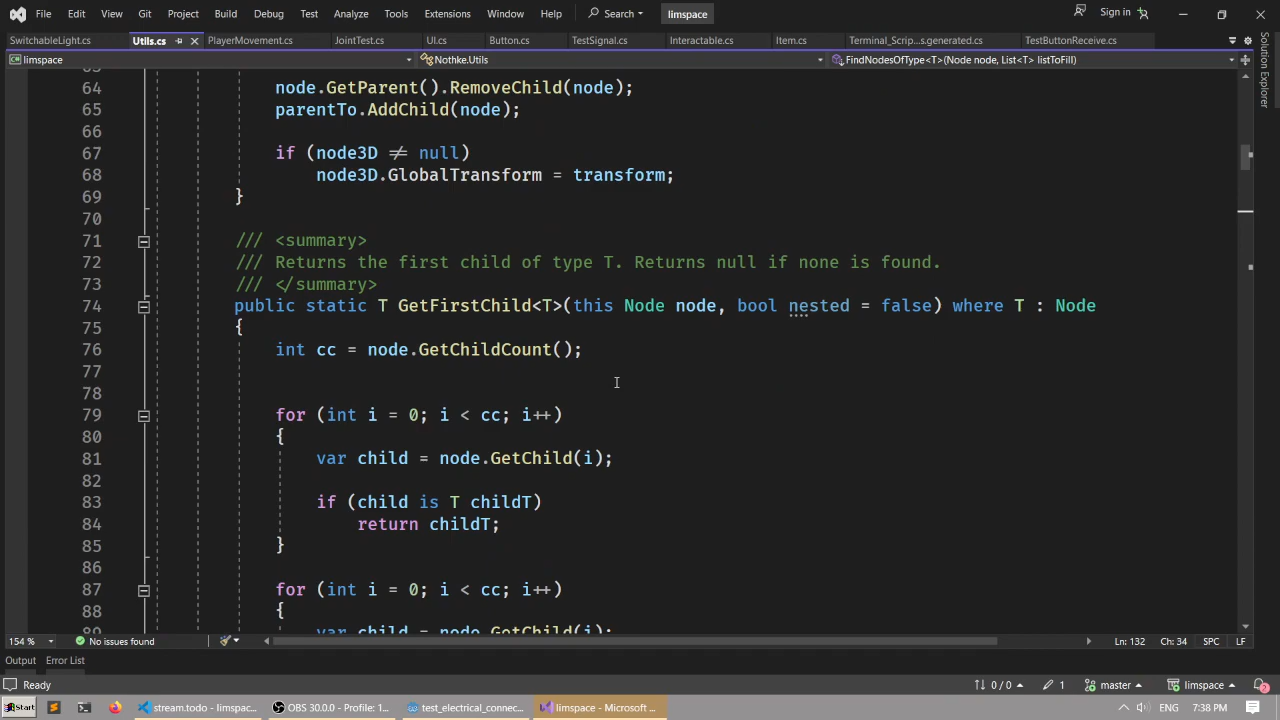 File Edit View Git Project Build Debug Test Analyze Tools Extensions Window Help Search limspace Sign in
SwitchableLight.cs Utils.cs PlayerMovement.cs JointTest.cs UI.cs Button.cs TestSignal.cs Interactable.cs Item.cs Terminal_Scrip...s.generated.cs TestButtonReceive.cs
Solution Explorer
limspace Nothke.Utils FindNodesOfType<T>(Node node, List<T> listToFill)
64 node.GetParent().RemoveChild(node);
65 parentTo.AddChild(node);
66
67 if (node3D ≠ null)
68 node3D.GlobalTransform = transform;
69 }
70
71 /// <summary>
72 /// Returns the first child of type T. Returns null if none is found.
73 /// </summary>
74 public static T GetFirstChild<T>(this Node node, bool nested = false) where T : Node
75 {
76 int cc = node.GetChildCount();
77
78
79 for (int i = 0; i < cc; i++)
80 {
81 var child = node.GetChild(i);
82
83 if (child is T childT)
84 return childT;
85 }
86
87 for (int i = 0; i < cc; i++)
88 {
89 var child = node.GetChild(i);
154 % No issues found Ln: 132 Ch: 34 SPC LF
Output Error List
Ready 0 / 0 1 master limspace 2
Start stream.todo - limspac... OBS 30.0.0 - Profile: 1... test_electrical_connec... limspace - Microsoft ... ENG 7:38 PM